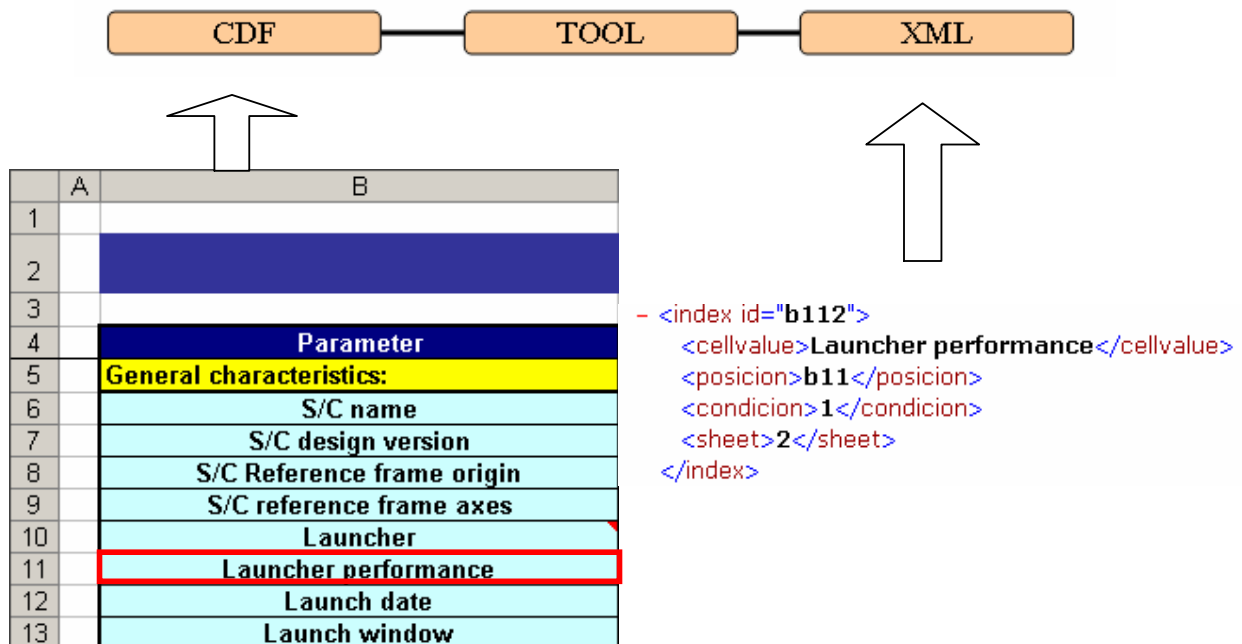 CDF TOOL XML
A B
1
2
3
4 Parameter
5 General characteristics:
6 S/C name
7 S/C design version
8 S/C Reference frame origin
9 S/C reference frame axes
10 Launcher
11 Launcher performance
12 Launch date
13 Launch window
- <index id="b112">
<cellvalue>Launcher performance</cellvalue>
<posicion>b11</posicion>
<condicion>1</condicion>
<sheet>2</sheet>
</index>